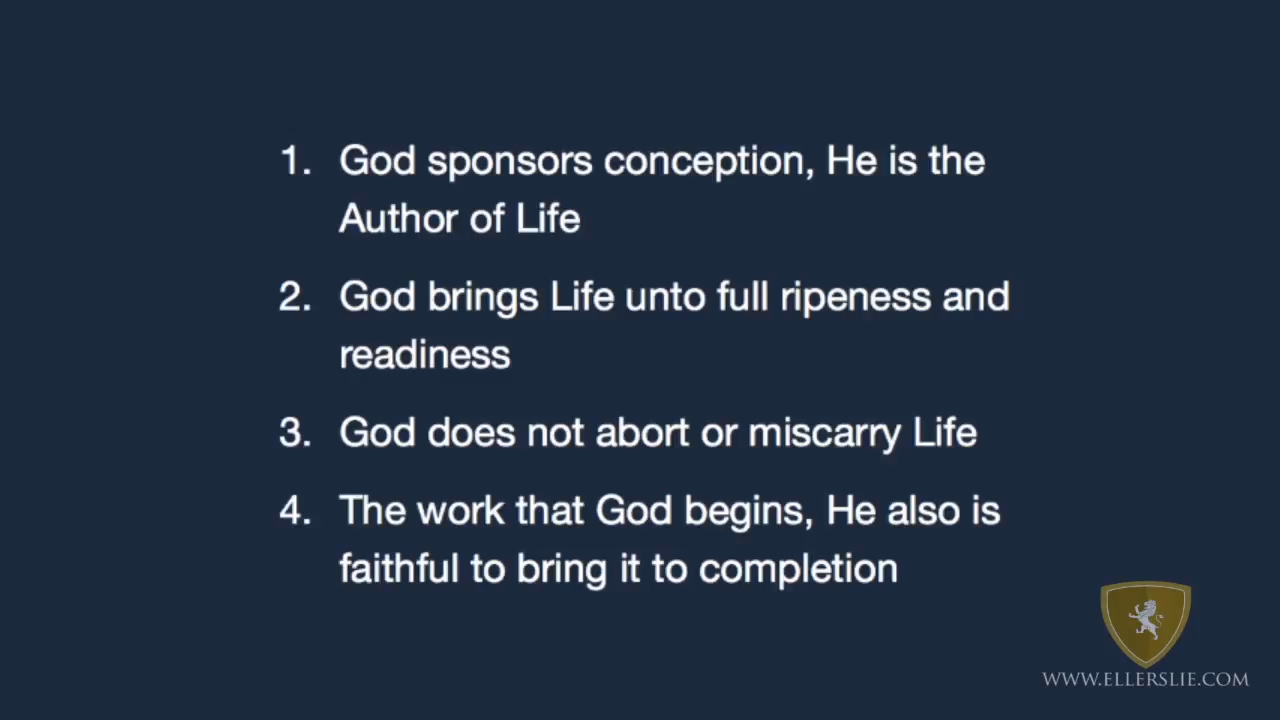 1. God sponsors conception, He is the
Author of Life
2. God brings Life unto full ripeness and
readiness
3. God does not abort or miscarry Life
4. The work that God begins, He also is
faithful to bring it to completion
WWW.ELLERSLIE.COM